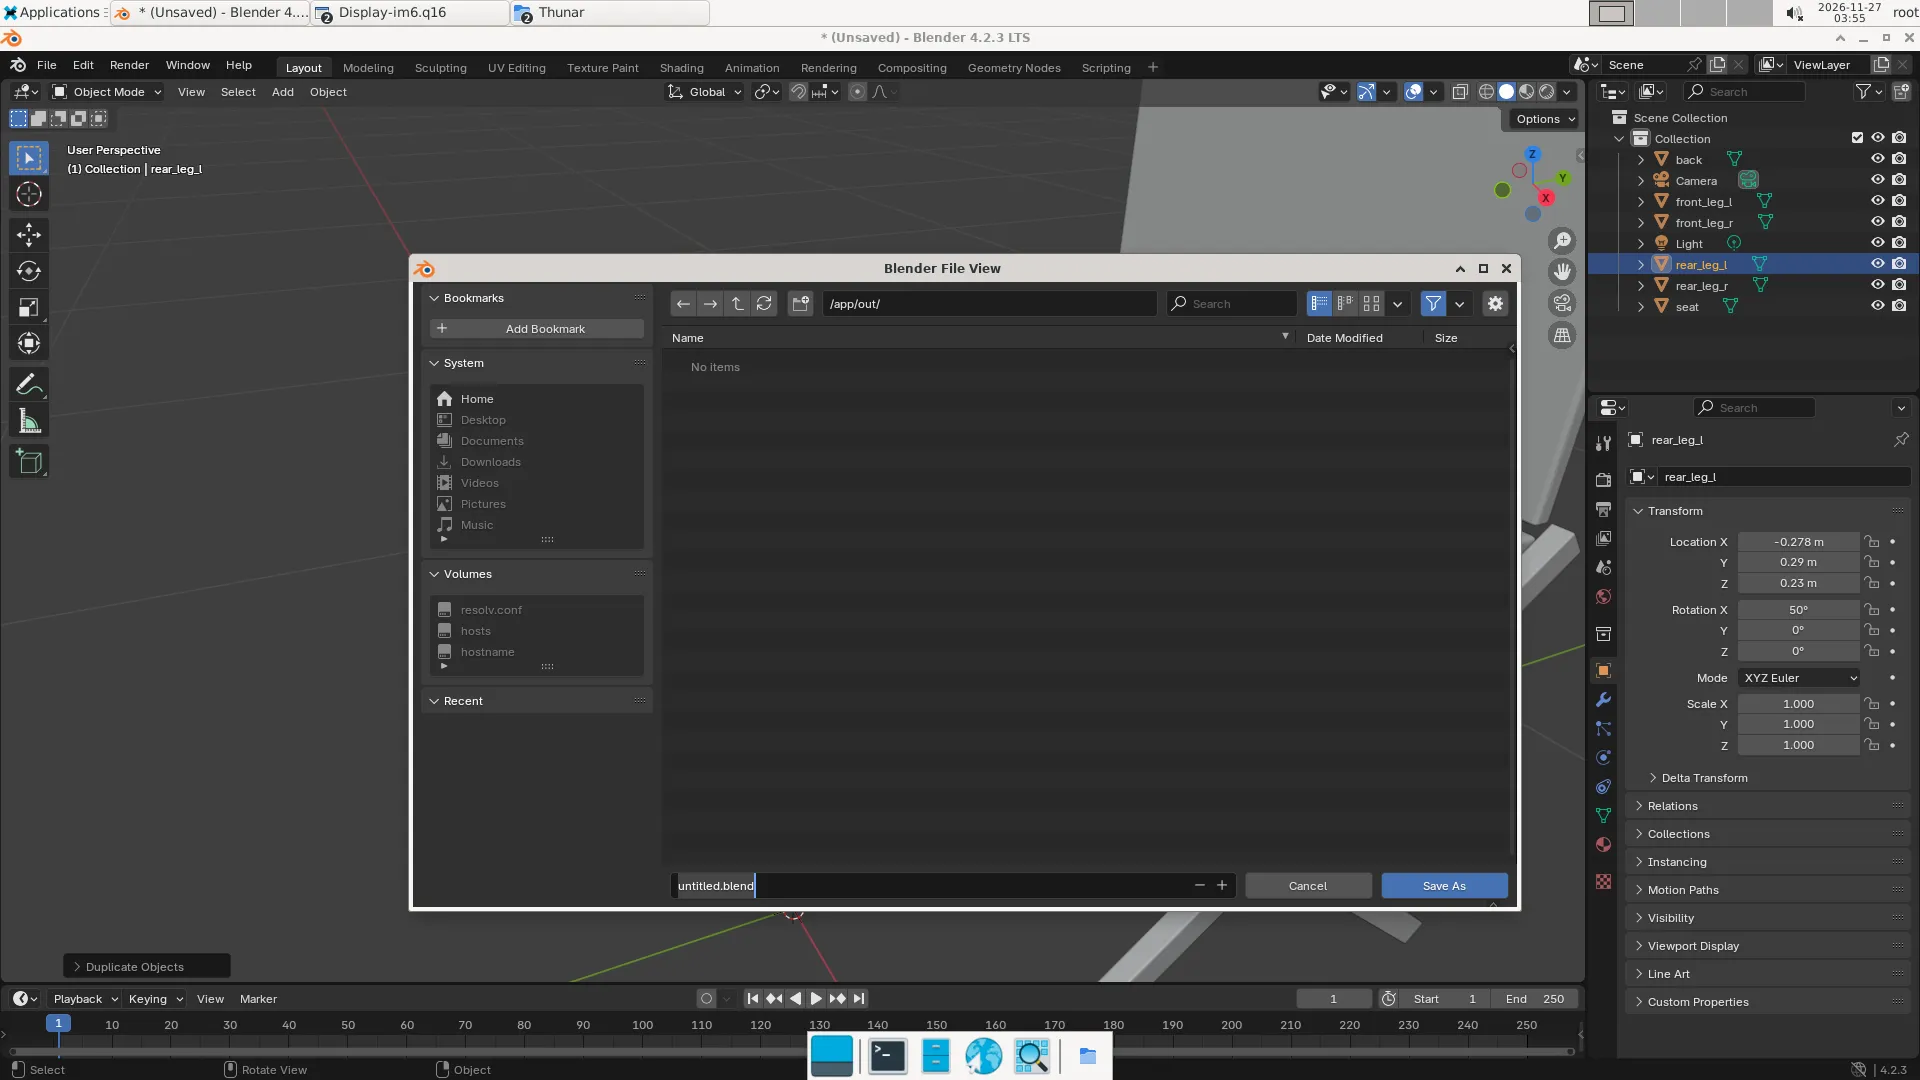 Applications
* (Unsaved) - Blender 4....
Display-im6.q16
Thunar
2026-11-27
03:55
root
* (Unsaved) - Blender 4.2.3 LTS
File Edit Render Window Help
Layout Modeling Sculpting UV Editing Texture Paint Shading Animation Rendering Compositing Geometry Nodes Scripting
Scene
ViewLayer
Object Mode View Select Add Object
Global
Options
User Perspective
(1) Collection | rear_leg_l
Z
Y
X
Search
Scene Collection
Collection
back
Camera
front_leg_l
front_leg_r
Light
rear_leg_l
rear_leg_r
seat
Blender File View
Bookmarks
Add Bookmark
System
Home
Desktop
Documents
Downloads
Videos
Pictures
Music
Volumes
resolv.conf
hosts
hostname
Recent
/app/out/
Search
Name
Date Modified
Size
No items
untitled.blend
Cancel
Save As
Search
rear_leg_l
rear_leg_l
Transform
Location X -0.278 m
Y 0.29 m
Z 0.23 m
Rotation X 50°
Y 0°
Z 0°
Mode XYZ Euler
Scale X 1.000
Y 1.000
Z 1.000
Delta Transform
Relations
Collections
Instancing
Motion Paths
Visibility
Viewport Display
Line Art
Custom Properties
Duplicate Objects
Playback Keying View Marker
1
Start 1
End 250
1 10 20 30 40 50 60 70 80 90 100 110 120 130 140 150 160 170 180 190 200 210 220 230 240 250
Select
Rotate View
Object
4.2.3